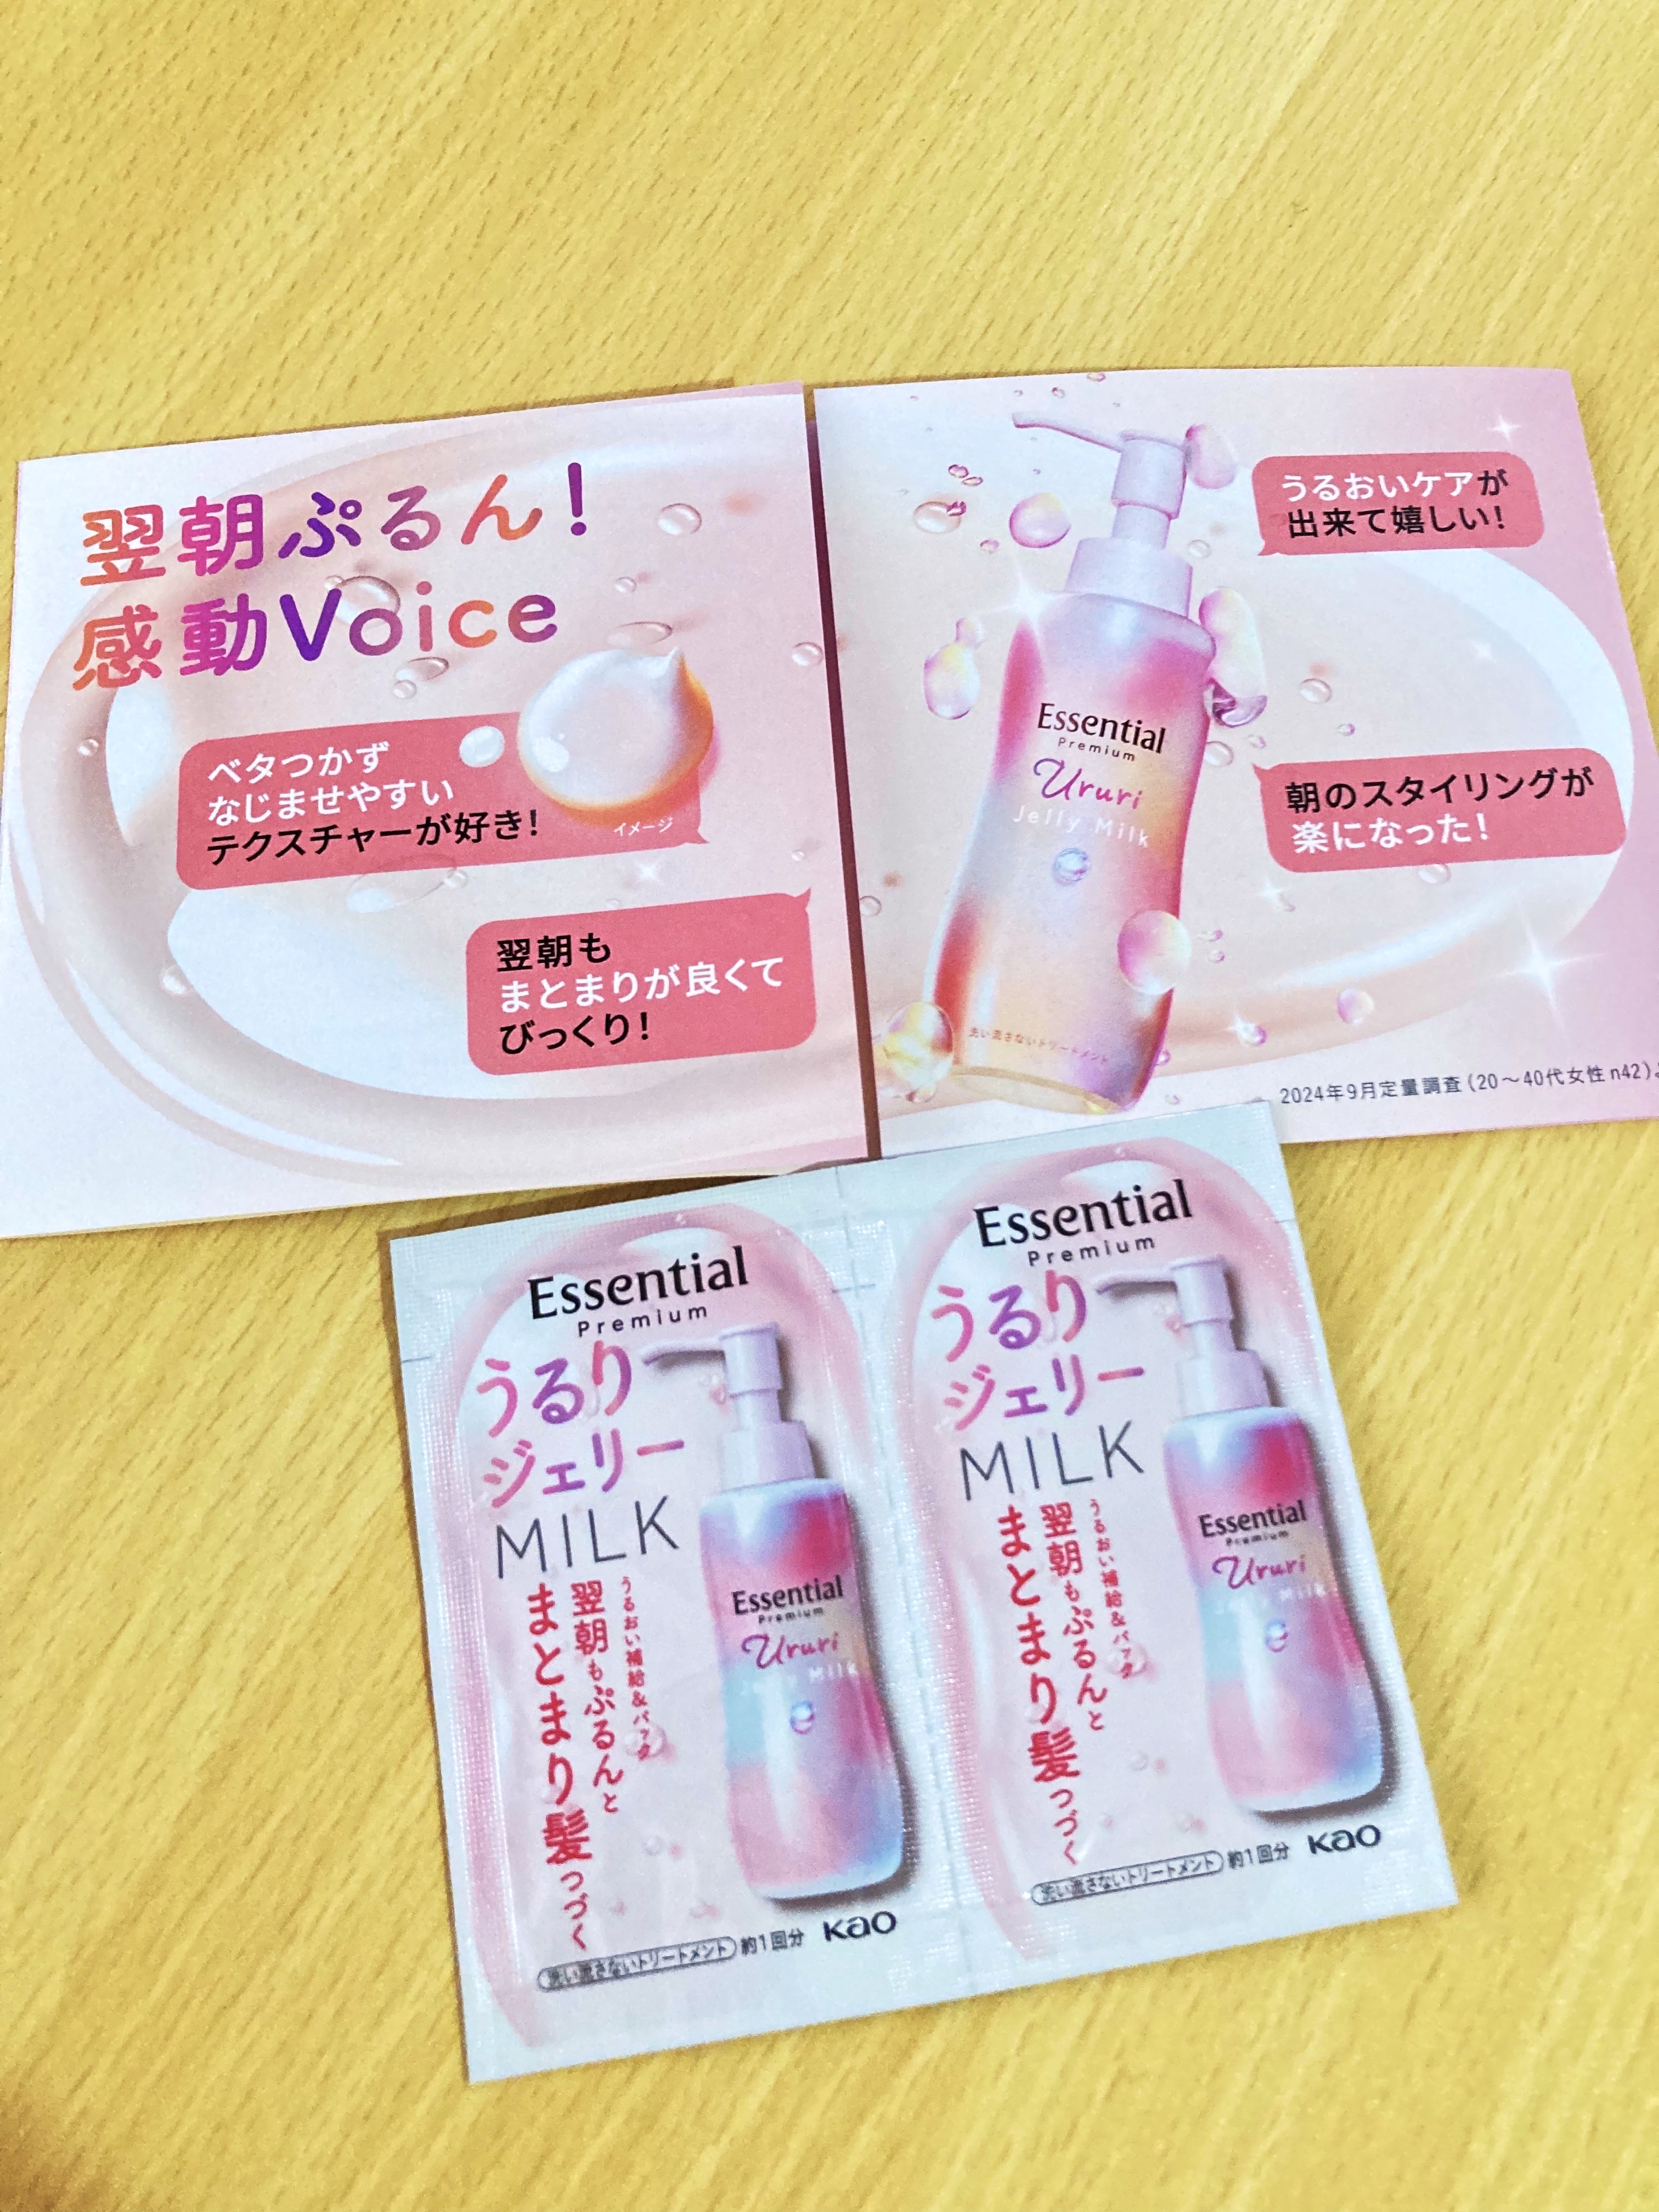 翌朝ぷるん!
感動Voice
ベタつかず
なじませやすい
テクスチャーが好き!
イメージ
翌朝も
まとまりが良くて
びっくり!
うるおいケアが
出来て嬉しい!
Essential
Premium
Ururi
Jelly Milk
e
洗い流さないトリートメント
朝のスタイリングが
楽になった!
2024年9月定量調査(20〜40代女性 n42)
Essential
Premium
うるり
ジェリー
MILK
うるおい補給&パック
翌朝もぷるんと
まとまり髪つづく
Essential
Premium
Ururi
Jelly Milk
e
洗い流さないトリートメント 約1回分 Kao
Essential
Premium
うるり
ジェリー
MILK
うるおい補給&パック
翌朝もぷるんと
まとまり髪つづく
Essential
Premium
Ururi
Jelly Milk
e
洗い流さないトリートメント 約1回分 Kao